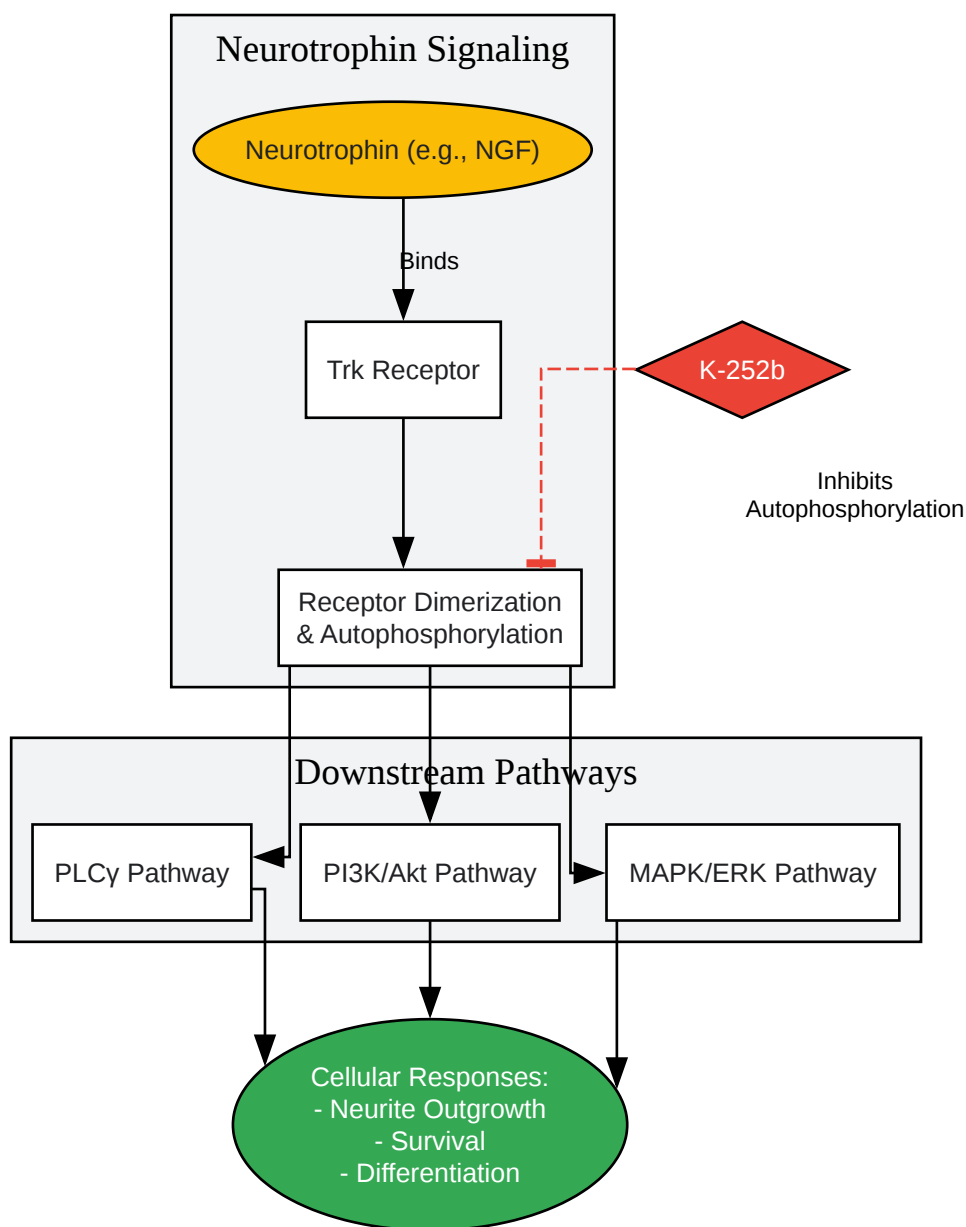 Neurotrophin Signaling
Neurotrophin (e.g., NGF)
Binds
Trk Receptor
K-252b
Inhibits
Autophosphorylation
Receptor Dimerization
& Autophosphorylation
Downstream Pathways
PLCγ Pathway
PI3K/Akt Pathway
MAPK/ERK Pathway
Cellular Responses:
- Neurite Outgrowth
- Survival
- Differentiation